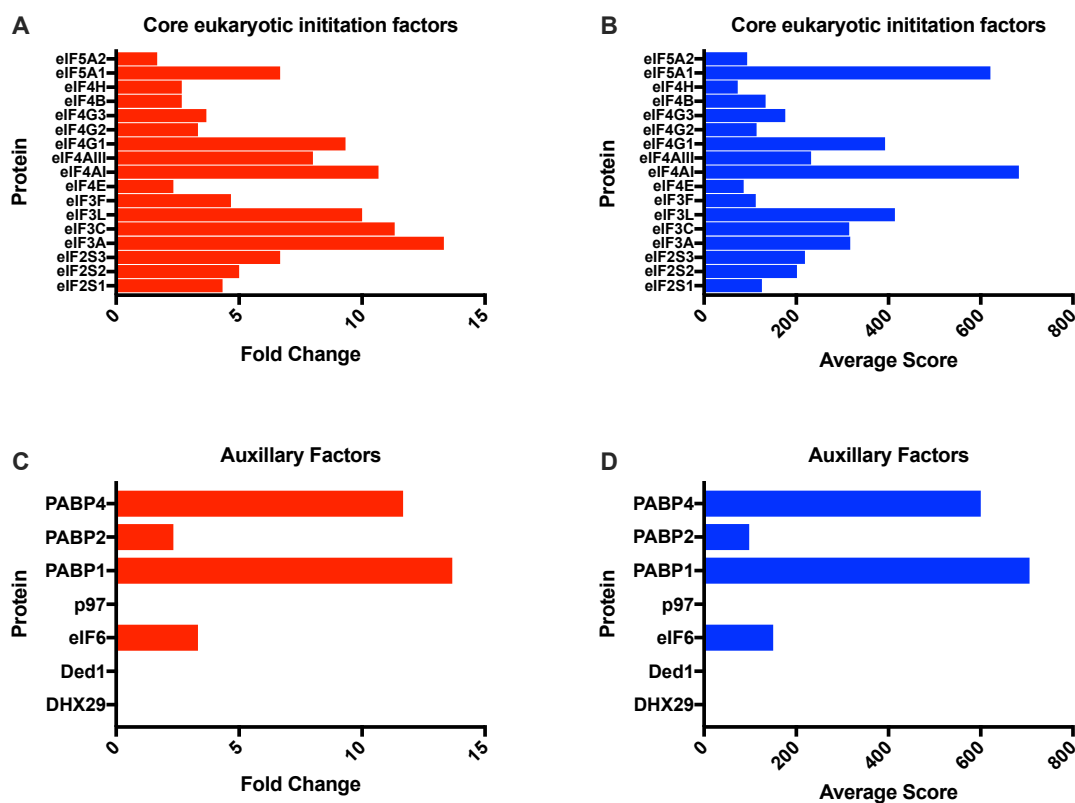 A
Core eukaryotic inititation factors
Protein
eIF5A2
eIF5A1
eIF4H
eIF4B
eIF4G3
eIF4G2
eIF4G1
eIF4AIII
eIF4AI
eIF4E
eIF3F
eIF3L
eIF3C
eIF3A
eIF2S3
eIF2S2
eIF2S1
0
5
10
15
Fold Change
B
Core eukaryotic inititation factors
Protein
eIF5A2
eIF5A1
eIF4H
eIF4B
eIF4G3
eIF4G2
eIF4G1
eIF4AIII
eIF4AI
eIF4E
eIF3F
eIF3L
eIF3C
eIF3A
eIF2S3
eIF2S2
eIF2S1
0
200
400
600
800
Average Score
C
Auxillary Factors
Protein
PABP4
PABP2
PABP1
p97
eIF6
Ded1
DHX29
0
5
10
15
Fold Change
D
Auxillary Factors
Protein
PABP4
PABP2
PABP1
p97
eIF6
Ded1
DHX29
0
200
400
600
800
Average Score